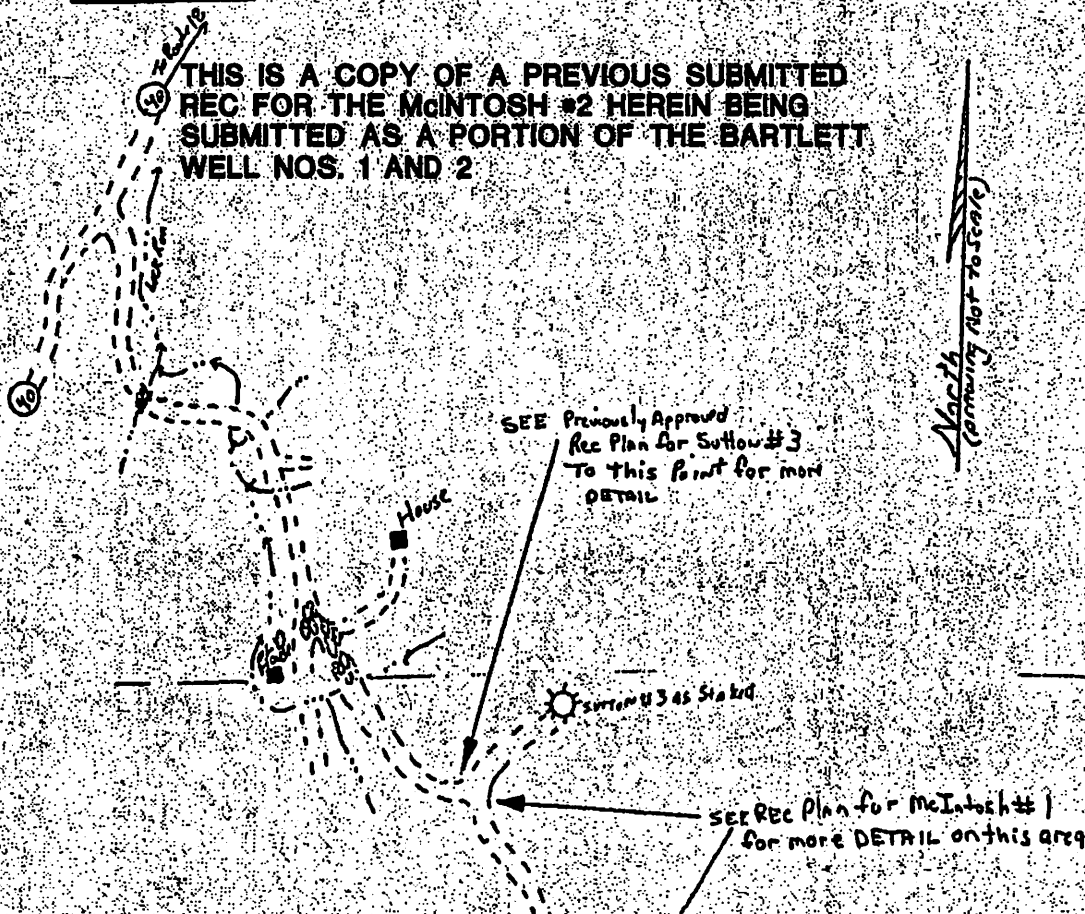 THIS IS A COPY OF A PREVIOUS SUBMITTED
REC FOR THE McINTOSH #2 HEREIN BEING
SUBMITTED AS A PORTION OF THE BARTLETT
WELL NOS. 1 AND 2
40
40
North
(Drawing Not to Scale)
SEE Previously Approved
Rec Plan for Sutton #3
To this Point for more
DETAIL
House
Sutton #3 as Staked
SEE REC Plan for McIntosh #1
for more DETAIL on this area